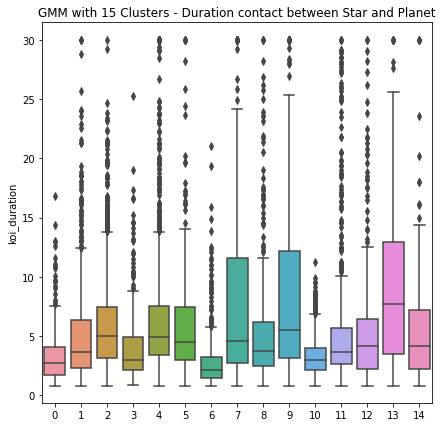 GMM with 15 Clusters - Duration contact between Star and Planet
30
25
20
15
10
5
0
koi_duration
0 1 2 3 4 5 6 7 8 9 10 11 12 13 14